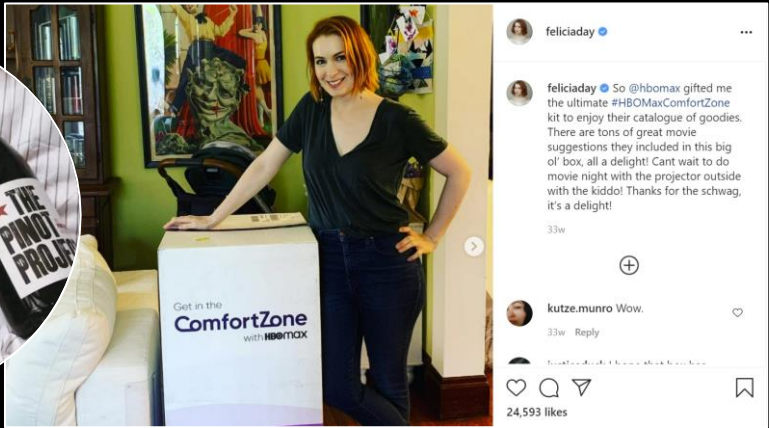 THE
PINOT
PROJE
Get in the
ComfortZone
with HBOMAX
feliciaday
feliciaday So @hbomax gifted me
the ultimate #HBOMaxComfortZone
kit to enjoy their catalogue of goodies.
There are tons of great movie
suggestions they included in this big
ol' box, all a delight! Cant wait to do
movie night with the projector outside
with the kiddo! Thanks for the schwag,
it's a delight!
33w
kutze.munro Wow.
33w Reply
24,593 likes